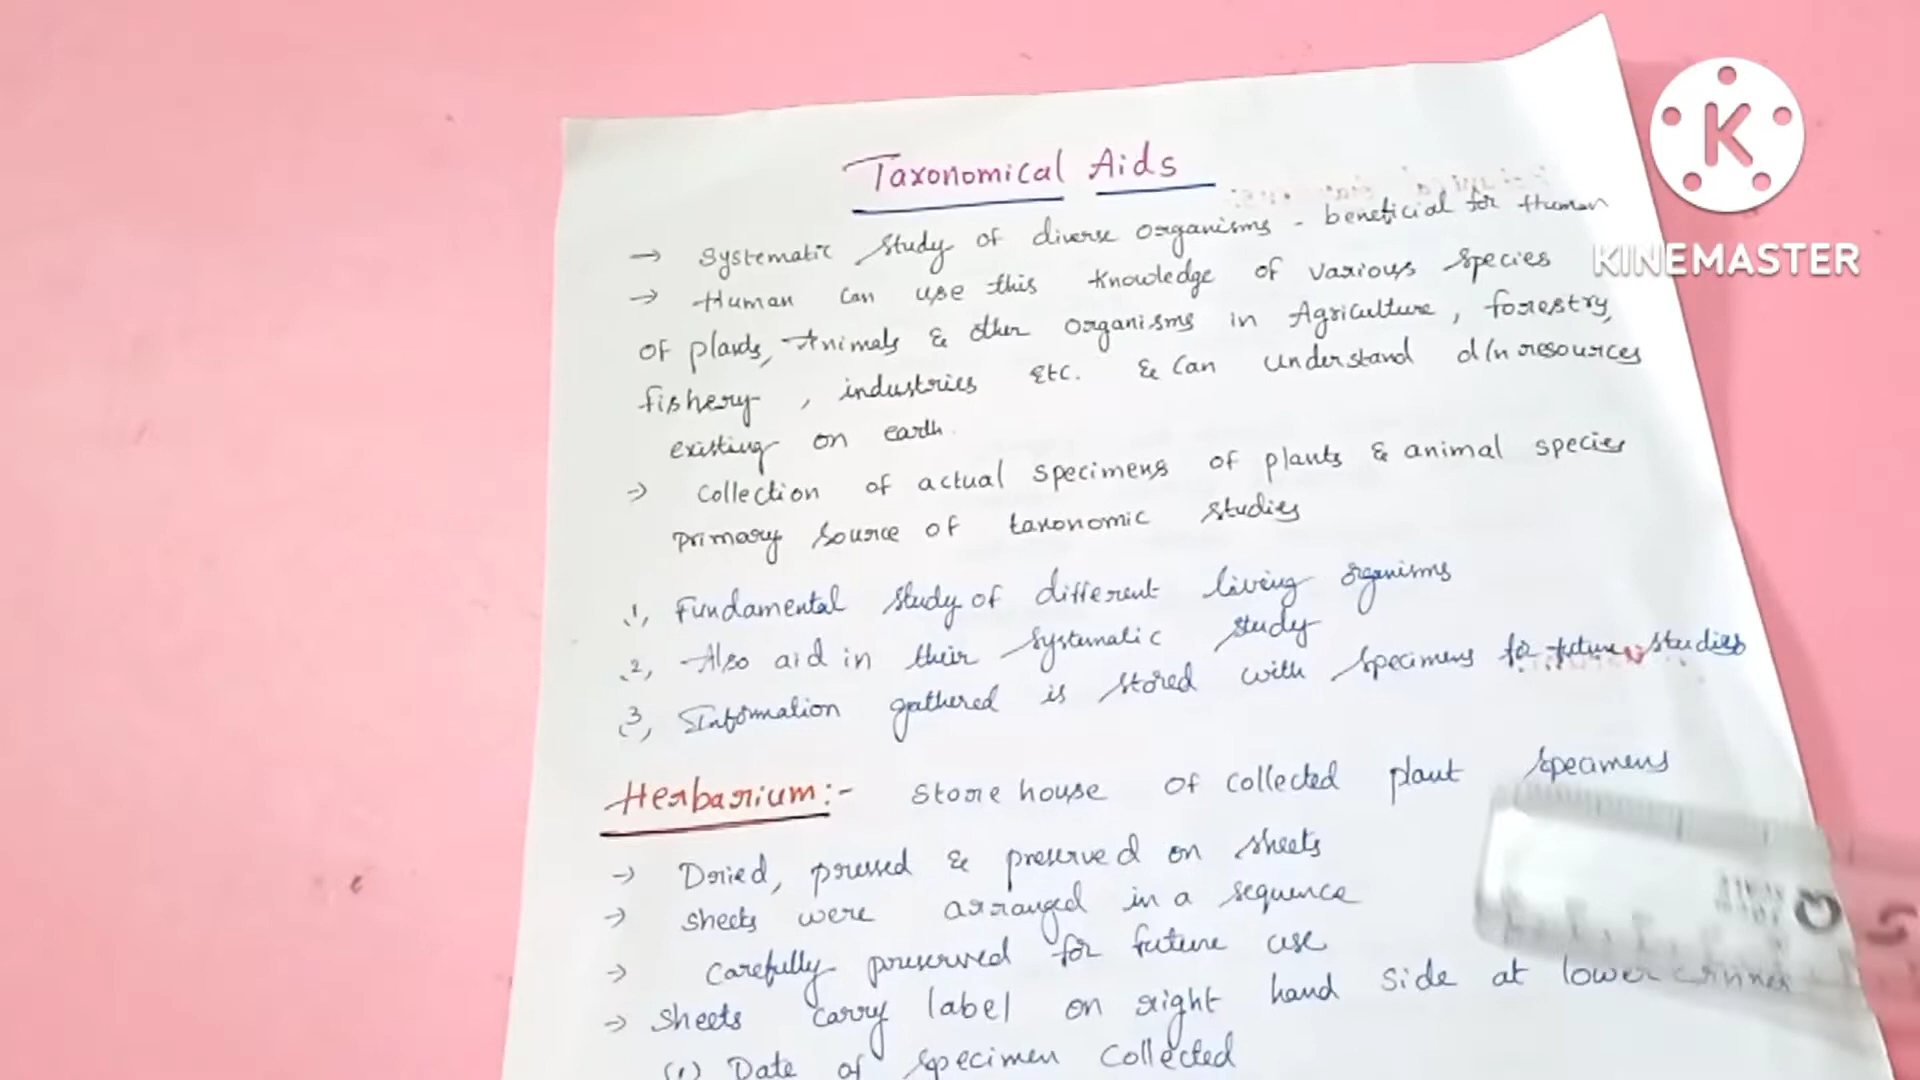 Taxonomical Aids
→ Systematic study of diverse organisms - beneficial for Human
→ Human can use this knowledge of various species
of plants, Animals & other organisms in Agriculture, forestry,
fishery, industries Etc. & can understand d/n resources
existing on earth.
→ Collection of actual specimens of plants & animal species
primary source of taxonomic studies
1, Fundamental study of different living organisms
2, Also aid in their systematic study
3, Information gathered is stored with specimens for future studies
Herbarium:- Store house of collected plant specimens
→ Dried, pressed & preserved on sheets
→ sheets were arranged in a sequence
→ Carefully preserved for future use
→ sheets carry label on right hand side at lower corner
(1) Date of specimen collected
K
KINEMASTER